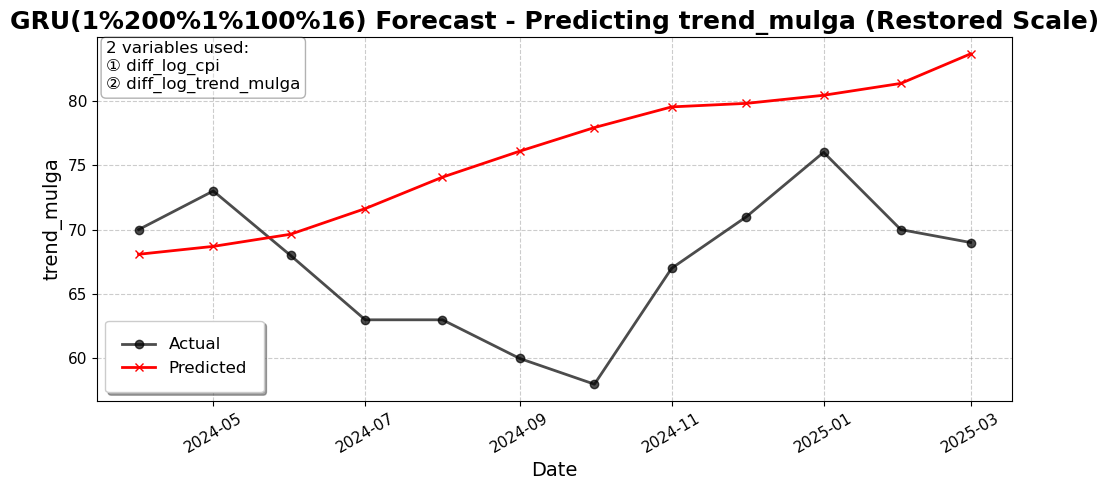 GRU(1%200%1%100%16) Forecast - Predicting trend_mulga (Restored Scale)
2 variables used:
① diff_log_cpi
② diff_log_trend_mulga
trend_mulga
80
75
70
65
60
Actual
Predicted
2024-05
2024-07
2024-09
2024-11
2025-01
2025-03
Date